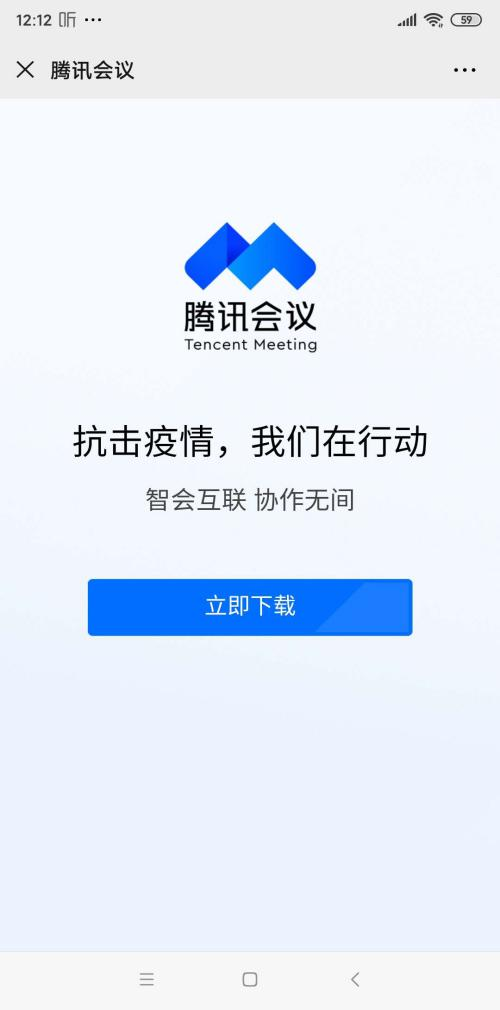 12:12 听 ...
59
腾讯会议
腾讯会议
Tencent Meeting
抗击疫情，我们在行动
智会互联 协作无间
立即下载